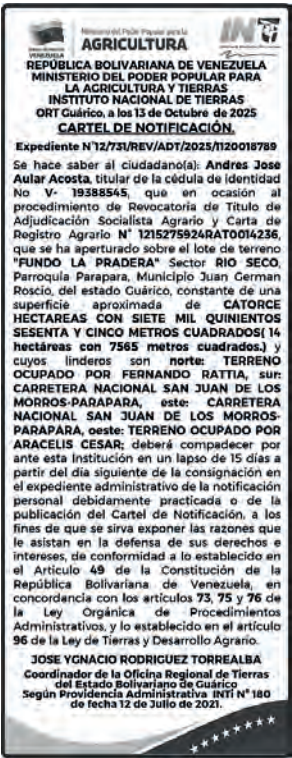 Ministerio del Poder Popular para la
AGRICULTURA
VENEZUELA
REPÚBLICA BOLIVARIANA DE VENEZUELA
MINISTERIO DEL PODER POPULAR PARA
LA AGRICULTURA Y TIERRAS
INSTITUTO NACIONAL DE TIERRAS
ORT Guárico, a los 13 de Octubre de 2025
CARTEL DE NOTIFICACIÓN.
Expediente N°12/731/REV/ADT/2025/1120018789
Se hace saber al ciudadano(a): Andres Jose
Aular Acosta, titular de la cédula de identidad
No V- 19388545, que en ocasión al
procedimiento de Revocatoria de Título de
Adjudicación Socialista Agrario y Carta de
Registro Agrario N° 1215275924RAT0014236,
que se ha aperturado sobre el lote de terreno
"FUNDO LA PRADERA" Sector RIO SECO,
Parroquia Parapara, Municipio Juan German
Roscio, del estado Guárico, constante de una
superficie aproximada de CATORCE
HECTAREAS CON SIETE MIL QUINIENTOS
SESENTA Y CINCO METROS CUADRADOS( 14
hectáreas con 7565 metros cuadrados.) y
cuyos linderos son norte: TERRENO
OCUPADO POR FERNANDO RATTIA, sur:
CARRETERA NACIONAL SAN JUAN DE LOS
MORROS-PARAPARA, este: CARRETERA
NACIONAL SAN JUAN DE LOS MORROS-
PARAPARA, oeste: TERRENO OCUPADO POR
ARACELIS CESAR; deberá compadecer por
ante esta Institución en un lapso de 15 días a
partir del día siguiente de la consignación en
el expediente administrativo de la notificación
personal debidamente practicada o de la
publicación del Cartel de Notificación, a los
fines de que se sirva exponer las razones que
le asistan en la defensa de sus derechos e
intereses, de conformidad a lo establecido en
el Artículo 49 de la Constitución de la
República Bolivariana de Venezuela, en
concordancia con los artículos 73, 75 y 76 de
la Ley Orgánica de Procedimientos
Administrativos, y lo establecido en el artículo
96 de la Ley de Tierras y Desarrollo Agrario.
JOSE YGNACIO RODRIGUEZ TORREALBA
Coordinador de la Oficina Regional de Tierras
del Estado Bolivariano de Guárico
Según Providencia Administrativa INTi N° 180
de fecha 12 de Julio de 2021.